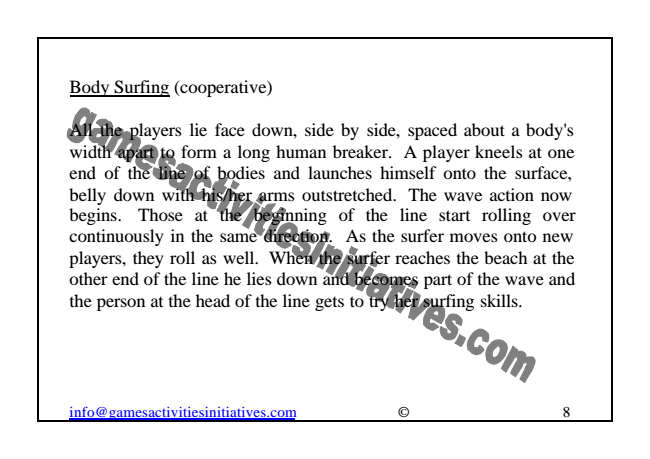 Body Surfing (cooperative)
All the players lie face down, side by side, spaced about a body's
width apart to form a long human breaker. A player kneels at one
end of the line of bodies and launches himself onto the surface,
belly down with his/her arms outstretched. The wave action now
begins. Those at the beginning of the line start rolling over
continuously in the same direction. As the surfer moves onto new
players, they roll as well. When the surfer reaches the beach at the
other end of the line he lies down and becomes part of the wave and
the person at the head of the line gets to try her surfing skills.
gamesactivitiesinitiatives.com
info@gamesactivitiesinitiatives.com © 8